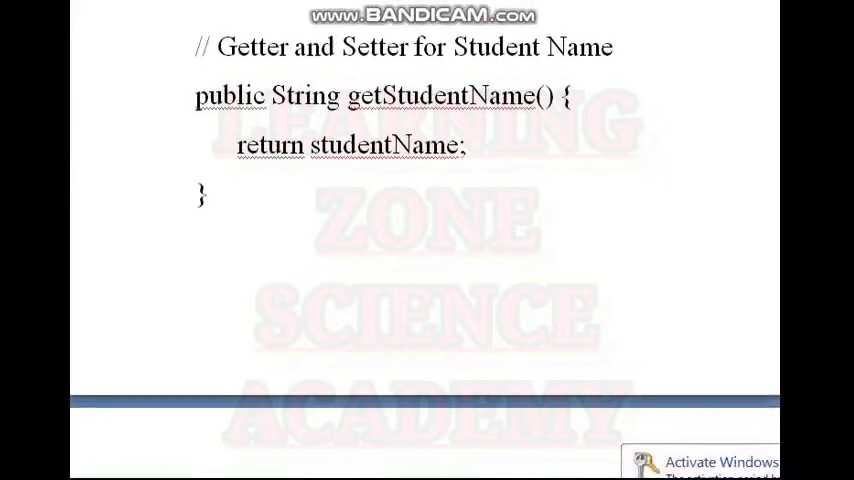 WWW.BANDICAM.COM
// Getter and Setter for Student Name
public String getStudentName() {
return studentName;
}
LEARNING
ZONE
SCIENCE
ACADEMY
Activate Windows